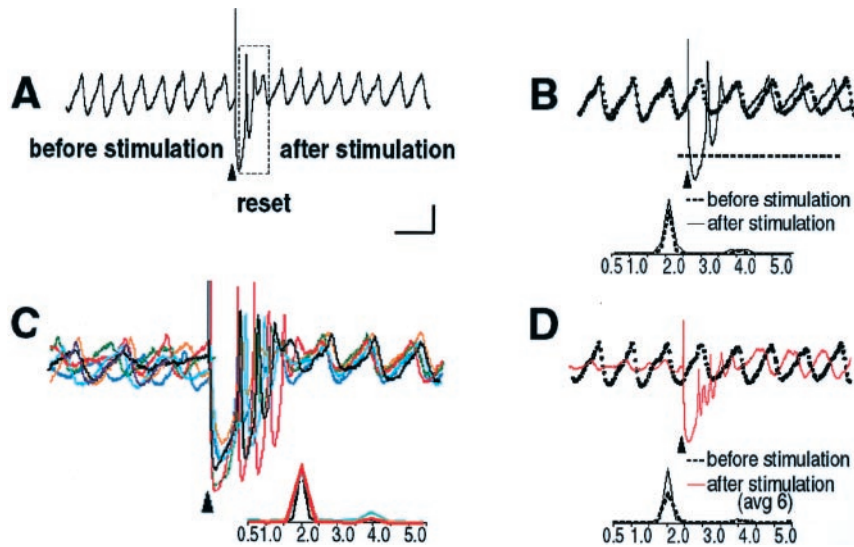 A
before stimulation
after stimulation
reset
B
before stimulation
after stimulation
0.5 1.0 2.0 3.0 4.0 5.0
C
0.5 1.0 2.0 3.0 4.0 5.0
D
before stimulation
after stimulation
(avg 6)
0.5 1.0 2.0 3.0 4.0 5.0